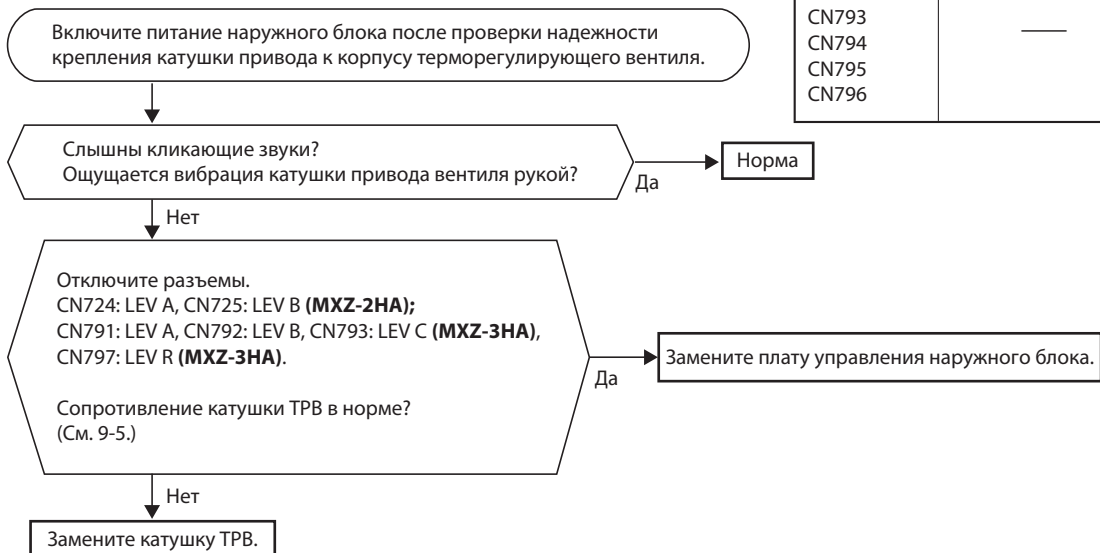 CN793
CN794
CN795
CN796
Включите питание наружного блока после проверки надежности
крепления катушки привода к корпусу терморегулирующего вентиля.
Слышны кликающие звуки?
Ощущается вибрация катушки привода вентиля рукой?
Да
Норма
Нет
Отключите разъемы.
CN724: LEV A, CN725: LEV B (MXZ-2HA);
CN791: LEV A, CN792: LEV B, CN793: LEV C (MXZ-3HA),
CN797: LEV R (MXZ-3HA).
Сопротивление катушки ТРВ в норме?
(См. 9-5.)
Да
Замените плату управления наружного блока.
Нет
Замените катушку ТРВ.